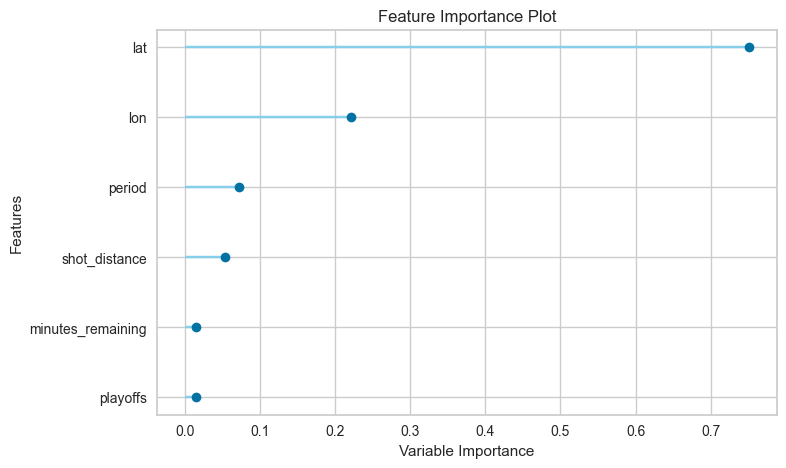 Feature Importance Plot
Features
lat
lon
period
shot_distance
minutes_remaining
playoffs
0.0 0.1 0.2 0.3 0.4 0.5 0.6 0.7
Variable Importance